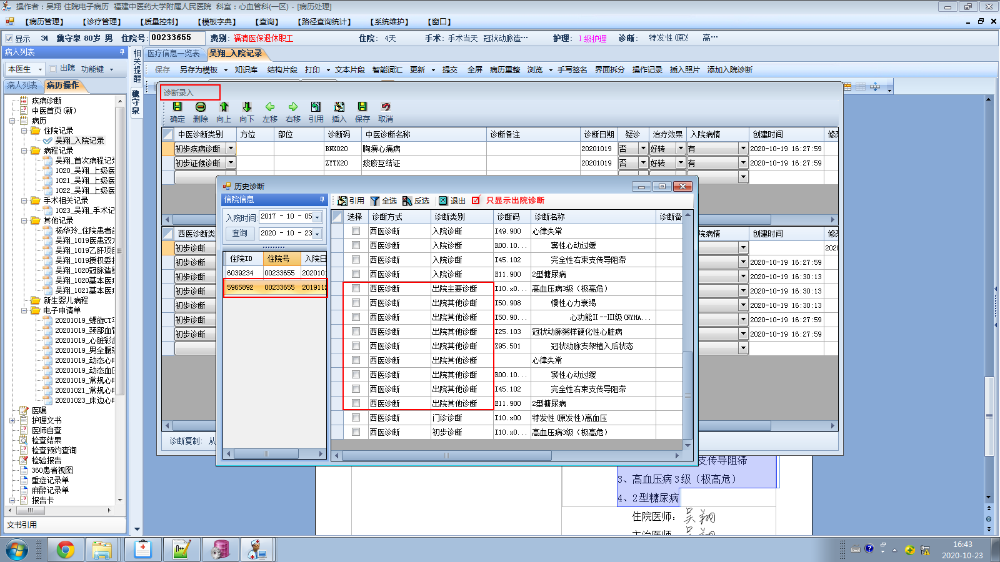 操作者：吴翔 住院电子病历  福建中医药大学附属人民医院  科室：心血管科(一区) - [病历处理]
【病历管理】 【诊疗管理】 【质量控制】 【模板字典】 【查询】 【路径查询统计】 【系统维护】 【窗口】
显示 34 魏守泉 80岁 男 住院号: 00233655 费别: 福清医保退休职工 住院: 4天 手术: 手术当天 冠状动脉造… 护理: Ⅰ级护理 诊断: 特发性(原发 高…
病人列表
本医生 出院 功能键
病人列表 病历操作
相关提醒
魏守泉
医疗信息一览表 吴翔_入院记录
保存 另存为模板 知识库 结构片段 打印 文本片段 智能词汇 更新 提交 全屏 病历重整 浏览 手写签名 界面拆分 操作记录 插入照片 添加入院诊断
疾病诊断
中医首页(新)
病历
住院记录
吴翔_入院记录
病程记录
吴翔_首次病程记录
1020_吴翔_上级医
1021_吴翔_上级医
1022_吴翔_上级医
手术相关记录
1023_吴翔_手术记
其他记录
杨华玲_住院患者
吴翔_1019医患双方
吴翔_1019乙肝项目
吴翔_1019授权委托
吴翔_1020冠脉造影
吴翔_1020基本医疗
吴翔_1021基本医疗
新生婴儿病程
电子申请单
20201019_螺旋CT平
20201019_颈部血管
20201019_心脏彩超
20201019_男全腹彩
20201019_动态心电
20201019_动态血压
20201019_常规心电
20201021_常规心电
20201023_床边心电
医嘱
护理文书
医师自查
检查结果
检查预约查询
检验报告
360患者视图
重症记录单
麻醉记录单
报告卡
文书引用
诊断录入
确定 删除 向上 向下 左移 右移 引用 插入 保存 取消
中医诊断类别 方位 部位 诊断码 中医诊断名称 诊断备注 诊断日期 疑诊 治疗效果 入院病情 创建时间 修改
初步疾病诊断 BNX020 胸痹心痛病 20201019 否 好转 有 2020-10-19 16:27:59
初步证候诊断 ZYTX20 痰瘀互结证 20201019 否 好转 有 2020-10-19 16:27:59
西医诊断类 院病情 创建时间 修改
初步诊断 2020
初步诊断 2020-10-19 16:27:59
初步诊断 2020-10-19 16:30:13
初步诊断 2020-10-19 16:30:13
初步诊断 2020-10-19 16:30:13
初步诊断 2020-10-19 16:27:59
初步诊断 2020-10-19 16:27:59
诊断复制: 从
历史诊断
信院信息
入院时间: 2017 - 10 - 05
查询 2020 - 10 - 23
住院ID 住院号 入院日
6039234 00233655 2020101
5965892 00233655 2019112
引用 全选 反选 退出 只显示出院诊断
选择 诊断方式 诊断类别 诊断码 诊断名称 诊断备
西医诊断 入院诊断 I49.900 心律失常
西医诊断 入院诊断 R00.10... 窦性心动过缓
西医诊断 入院诊断 I45.102 完全性右束支传导阻滞
西医诊断 入院诊断 E11.900 2型糖尿病
西医诊断 出院主要诊断 I10.x0... 高血压病3级（极高危）
西医诊断 出院其他诊断 I50.908 慢性心力衰竭
西医诊断 出院其他诊断 I50.90... 心功能II--III级(NYHA...
西医诊断 出院其他诊断 I25.103 冠状动脉粥样硬化性心脏病
西医诊断 出院其他诊断 Z95.501 冠状动脉支架植入后状态
西医诊断 出院其他诊断 心律失常
西医诊断 出院其他诊断 R00.10... 窦性心动过缓
西医诊断 出院其他诊断 I45.102 完全性右束支传导阻滞
西医诊断 出院其他诊断 E11.900 2型糖尿病
西医诊断 门诊诊断 I10.x00 特发性(原发性)高血压
西医诊断 初步诊断 I10.x0... 高血压病3级（极高危）
支传导阻滞
3、高血压病3级（极高危）
4、2型糖尿病
住院医师：吴翔
主治医师
16:43
2020-10-23